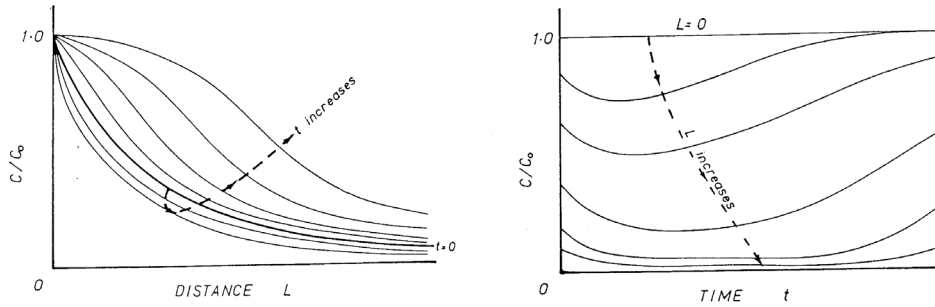 1·0
C/C₀
t increases
t=0
0
DISTANCE L
L=0
1.0
C/C₀
L increases
0
TIME t